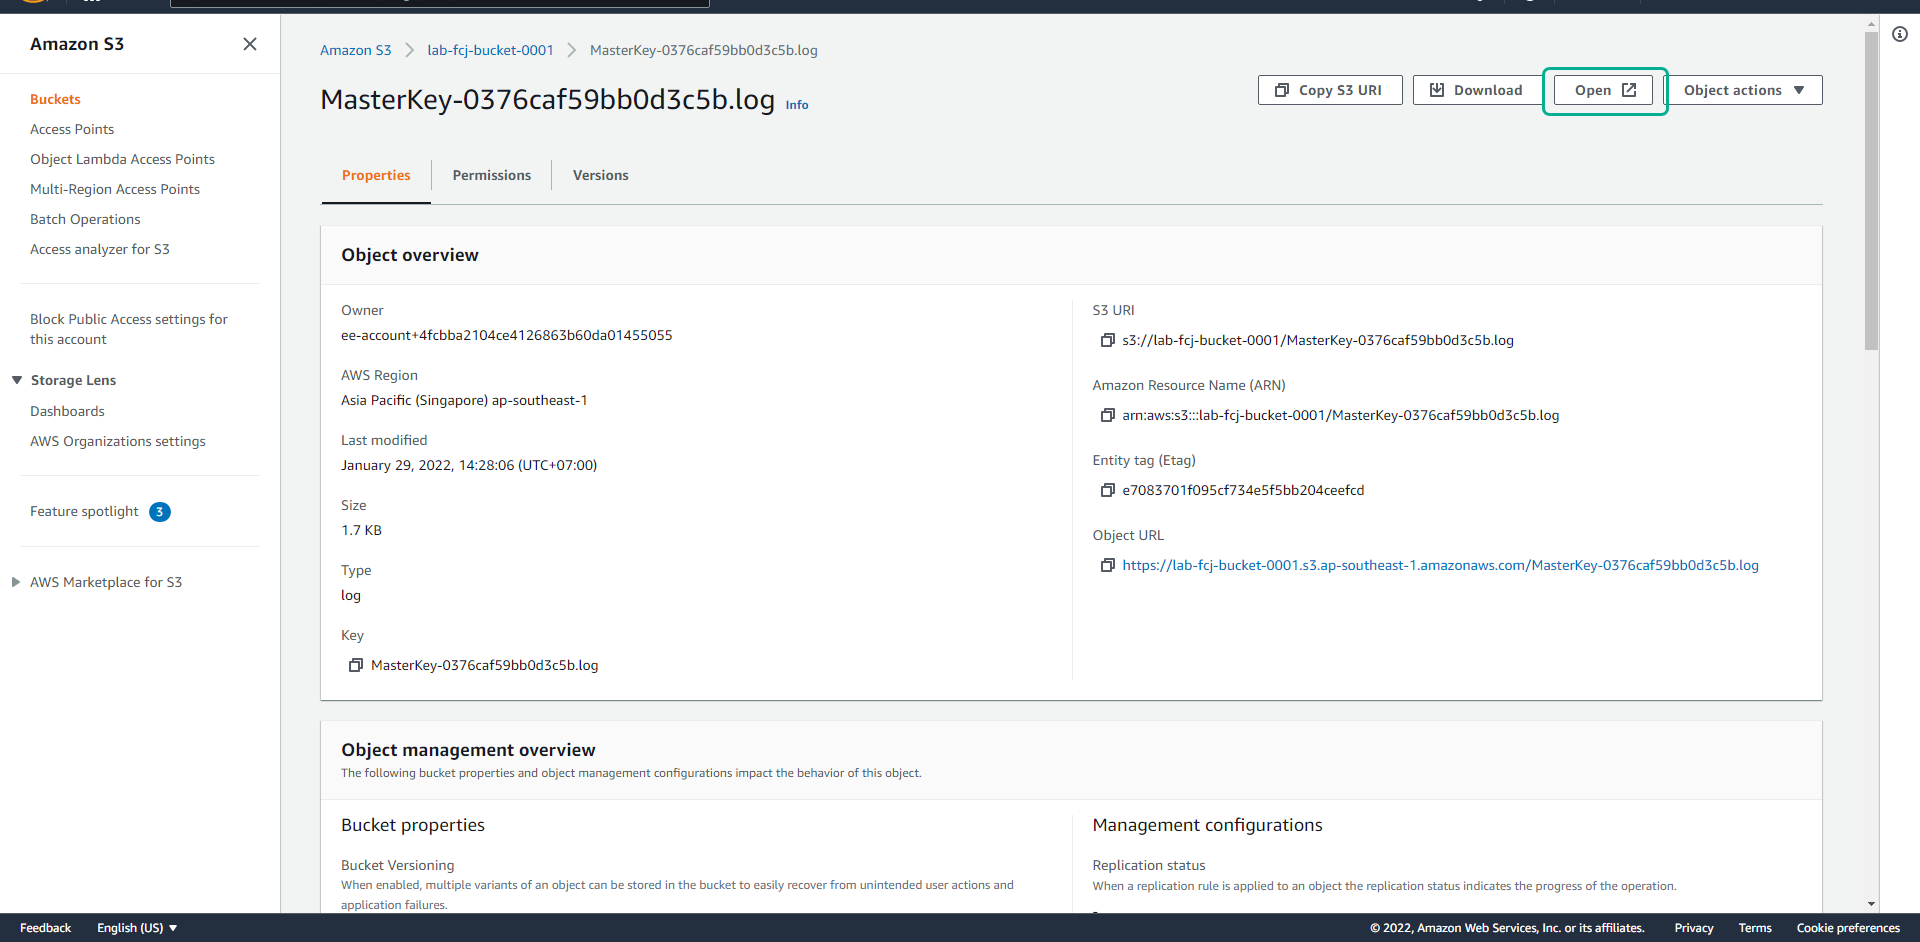 Amazon S3
Buckets
Access Points
Object Lambda Access Points
Multi-Region Access Points
Batch Operations
Access analyzer for S3
Block Public Access settings for
this account
Storage Lens
Dashboards
AWS Organizations settings
Feature spotlight 3
AWS Marketplace for S3
Amazon S3 lab-fcj-bucket-0001 MasterKey-0376caf59bb0d3c5b.log
MasterKey-0376caf59bb0d3c5b.log Info
Copy S3 URI Download Open Object actions
Properties Permissions Versions
Object overview
Owner
ee-account+4fcbba2104ce4126863b60da01455055
AWS Region
Asia Pacific (Singapore) ap-southeast-1
Last modified
January 29, 2022, 14:28:06 (UTC+07:00)
Size
1.7 KB
Type
log
Key
MasterKey-0376caf59bb0d3c5b.log
S3 URI
s3://lab-fcj-bucket-0001/MasterKey-0376caf59bb0d3c5b.log
Amazon Resource Name (ARN)
arn:aws:s3:::lab-fcj-bucket-0001/MasterKey-0376caf59bb0d3c5b.log
Entity tag (Etag)
e7083701f095cf734e5f5bb204ceefcd
Object URL
https://lab-fcj-bucket-0001.s3.ap-southeast-1.amazonaws.com/MasterKey-0376caf59bb0d3c5b.log
Object management overview
The following bucket properties and object management configurations impact the behavior of this object.
Bucket properties
Bucket Versioning
When enabled, multiple variants of an object can be stored in the bucket to easily recover from unintended user actions and
application failures.
Management configurations
Replication status
When a replication rule is applied to an object the replication status indicates the progress of the operation.
-
Feedback English (US) © 2022, Amazon Web Services, Inc. or its affiliates. Privacy Terms Cookie preferences